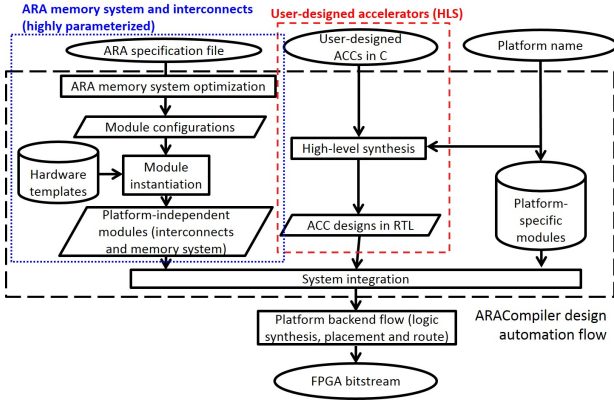 ARA memory system and interconnects
(highly parameterized)
User-designed accelerators (HLS)
ARA specification file
User-designed
ACCs in C
Platform name
ARA memory system optimization
Module configurations
Hardware
templates
Module
instantiation
High-level synthesis
Platform-independent
modules (interconnects
and memory system)
ACC designs in RTL
Platform-
specific
modules
System integration
Platform backend flow (logic
synthesis, placement and route)
ARACompiler design
automation flow
FPGA bitstream